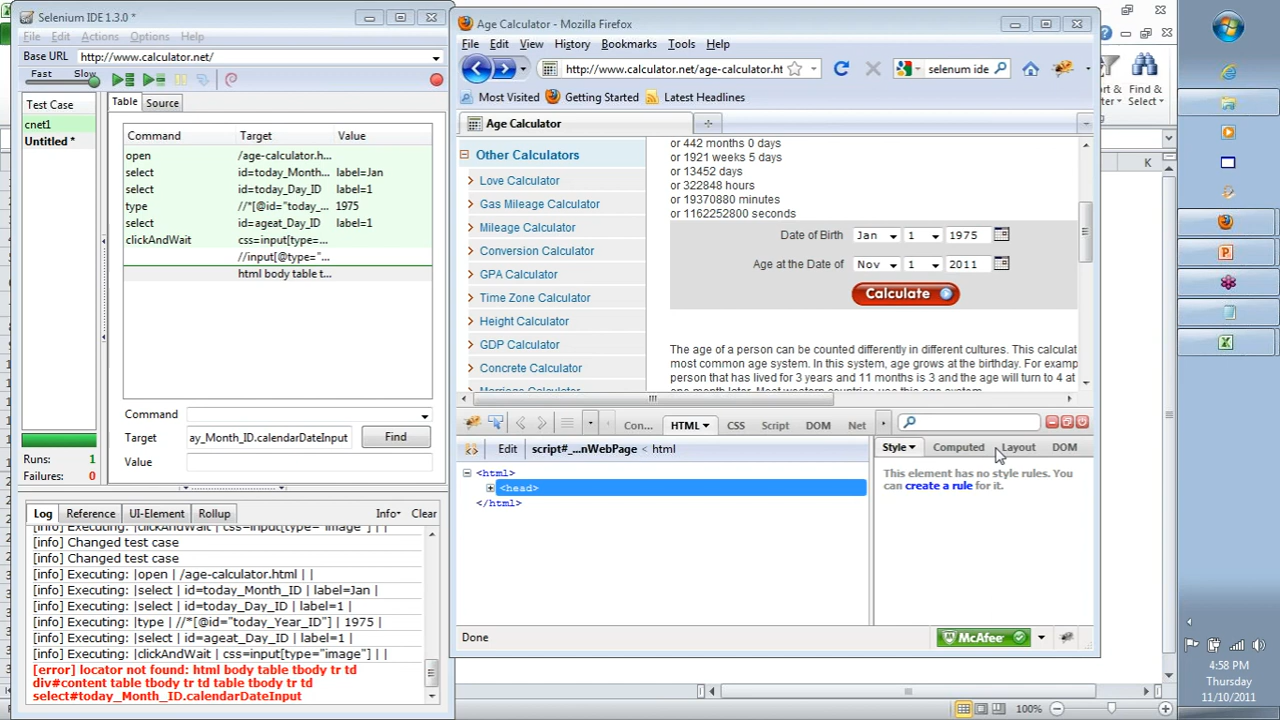 Selenium IDE 1.3.0 *
File Edit Actions Options Help
Base URL http://www.calculator.net/
Fast Slow
Test Case
cnet1
Untitled *
Table Source
Command Target Value
open /age-calculator.h...
select id=today_Month... label=Jan
select id=today_Day_ID label=1
type //*[@id="today_... 1975
select id=ageat_Day_ID label=1
clickAndWait css=input[type=...
//input[@type="...
html body table t...
Command
Target ay_Month_ID.calendarDateInput Find
Value
Runs: 1
Failures: 0
Log Reference UI-Element Rollup Info Clear
[info] Executing: |clickAndWait | css=input[type="image"] | |
[info] Changed test case
[info] Changed test case
[info] Executing: |open | /age-calculator.html | |
[info] Executing: |select | id=today_Month_ID | label=Jan |
[info] Executing: |select | id=today_Day_ID | label=1 |
[info] Executing: |type | //*[@id="today_Year_ID"] | 1975 |
[info] Executing: |select | id=ageat_Day_ID | label=1 |
[info] Executing: |clickAndWait | css=input[type="image"] | |
[error] locator not found: html body table tbody tr td
div#content table tbody tr td table tbody tr td
select#today_Month_ID.calendarDateInput
Age Calculator - Mozilla Firefox
File Edit View History Bookmarks Tools Help
http://www.calculator.net/age-calculator.ht selenium ide
Most Visited Getting Started Latest Headlines
Age Calculator
Other Calculators
Love Calculator
Gas Mileage Calculator
Mileage Calculator
Conversion Calculator
GPA Calculator
Time Zone Calculator
Height Calculator
GDP Calculator
Concrete Calculator
Marriage Calculator
or 442 months 0 days
or 1921 weeks 5 days
or 13452 days
or 322848 hours
or 19370880 minutes
or 1162252800 seconds
Date of Birth Jan 1 1975
Age at the Date of Nov 1 2011
Calculate
The age of a person can be counted differently in different cultures. This calculat
most common age system. In this system, age grows at the birthday. For examp
person that has lived for 3 years and 11 months is 3 and the age will turn to 4 at
one month later. Most western countries use this age system.
Con... HTML CSS Script DOM Net
Edit script#_...nWebPage < html
<html>
<head>
</html>
Style Computed Layout DOM
This element has no style rules. You
can create a rule for it.
Done McAfee
rt & Find &
ter Select
K
100%
4:58 PM
Thursday
11/10/2011